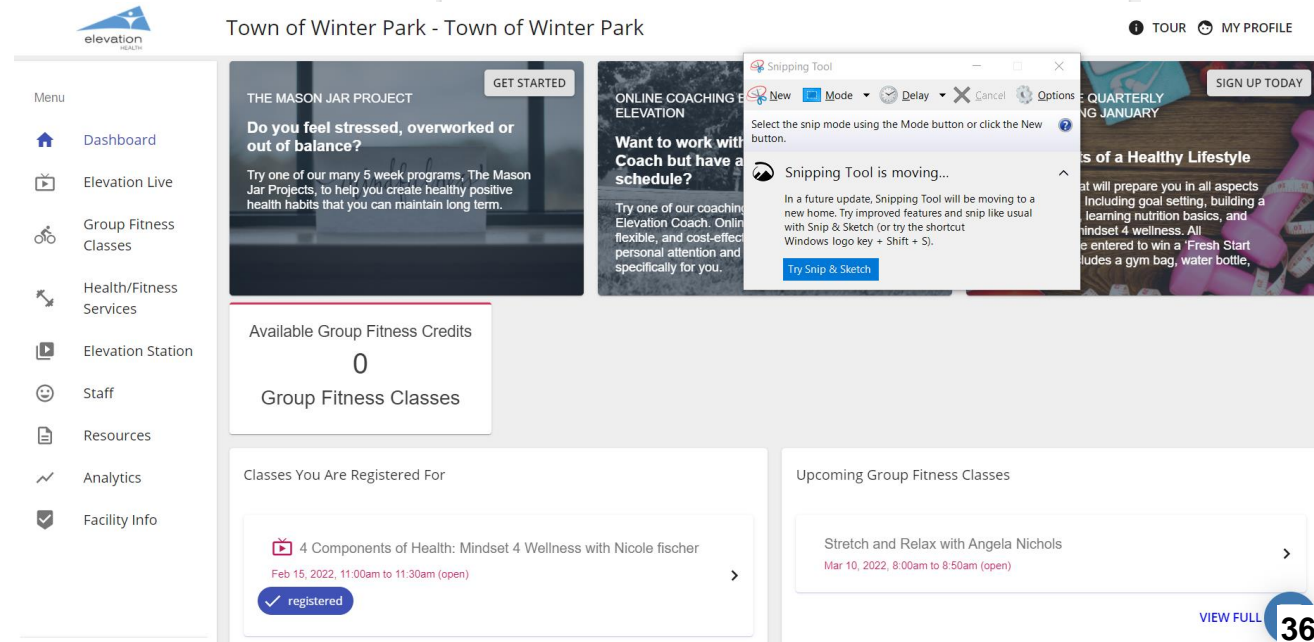 elevation
HEALTH
Town of Winter Park - Town of Winter Park
TOUR
MY PROFILE
Menu
Dashboard
Elevation Live
Group Fitness
Classes
Health/Fitness
Services
Elevation Station
Staff
Resources
Analytics
Facility Info
GET STARTED
THE MASON JAR PROJECT
Do you feel stressed, overworked or
out of balance?
Try one of our many 5 week programs, The Mason
Jar Projects, to help you create healthy positive
health habits that you can maintain long term.
ONLINE COACHING
ELEVATION
Want to work with
Coach but have a
schedule?
Try one of our coaching
Elevation Coach.
flexible, and
personal attention and
specifically for you.
Snipping Tool
New Mode Delay Cancel Options
Select the snip mode using the Mode button or click the New
button.
Snipping Tool is moving...
In a future update, Snipping Tool will be moving to a
new home. Try improved features and snip like usual
with Snip & Sketch (or try the shortcut
Windows logo key + Shift + S).
Try Snip & Sketch
SIGN UP TODAY
QUARTERLY
JANUARY
of a Healthy Lifestyle
will prepare you in all aspects
Including goal setting, building a
learning nutrition basics, and
mindset 4 wellness. All
entered to win a 'Fresh Start
a gym bag, water bottle,
Available Group Fitness Credits
0
Group Fitness Classes
Classes You Are Registered For
4 Components of Health: Mindset 4 Wellness with Nicole fischer
Feb 15, 2022, 11:00am to 11:30am (open)
registered
Upcoming Group Fitness Classes
Stretch and Relax with Angela Nichols
Mar 10, 2022, 8:00am to 8:50am (open)
VIEW FULL
36